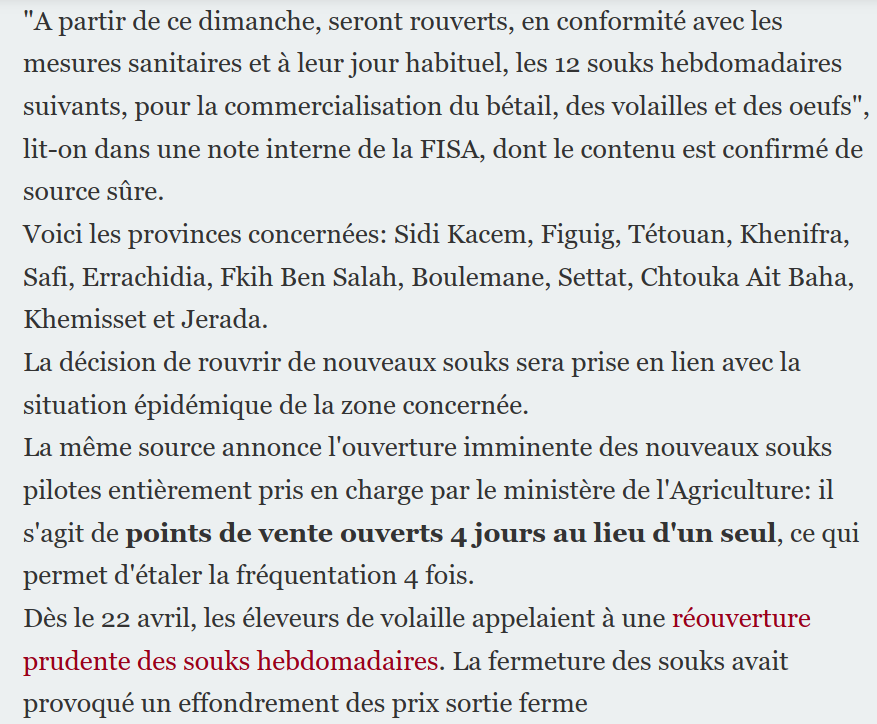 "A partir de ce dimanche, seront rouverts, en conformité avec les
mesures sanitaires et à leur jour habituel, les 12 souks hebdomadaires
suivants, pour la commercialisation du bétail, des volailles et des oeufs",
lit-on dans une note interne de la FISA, dont le contenu est confirmé de
source sûre.
Voici les provinces concernées: Sidi Kacem, Figuig, Tétouan, Khenifra,
Safi, Errachidia, Fkih Ben Salah, Boulemane, Settat, Chtouka Ait Baha,
Khemisset et Jerada.
La décision de rouvrir de nouveaux souks sera prise en lien avec la
situation épidémique de la zone concernée.
La même source annonce l'ouverture imminente des nouveaux souks
pilotes entièrement pris en charge par le ministère de l'Agriculture: il
s'agit de points de vente ouverts 4 jours au lieu d'un seul, ce qui
permet d'étaler la fréquentation 4 fois.
Dès le 22 avril, les éleveurs de volaille appelaient à une réouverture
prudente des souks hebdomadaires. La fermeture des souks avait
provoqué un effondrement des prix sortie ferme